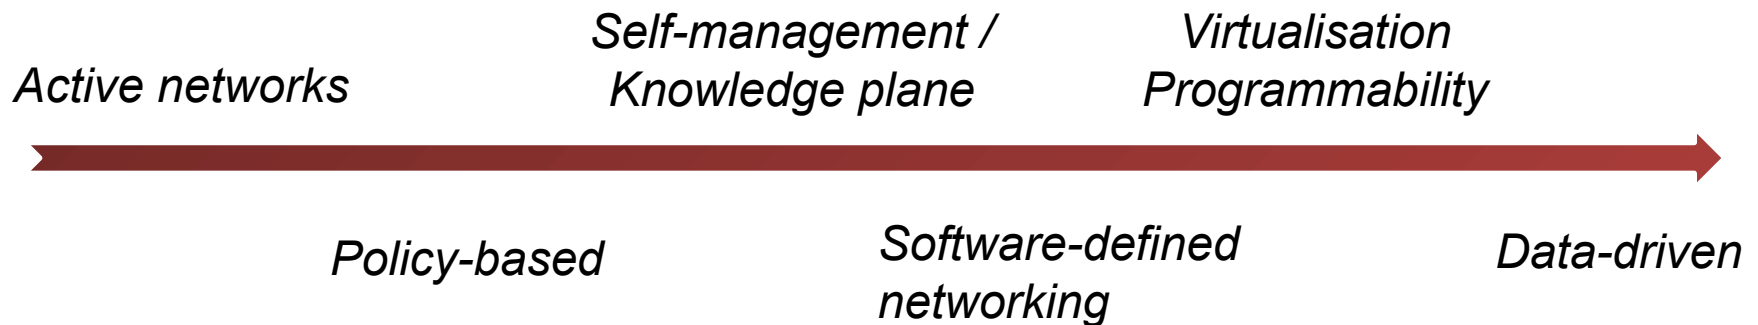 Active networks
Self-management /
Knowledge plane
Virtualisation
Programmability
Policy-based
Software-defined
networking
Data-driven